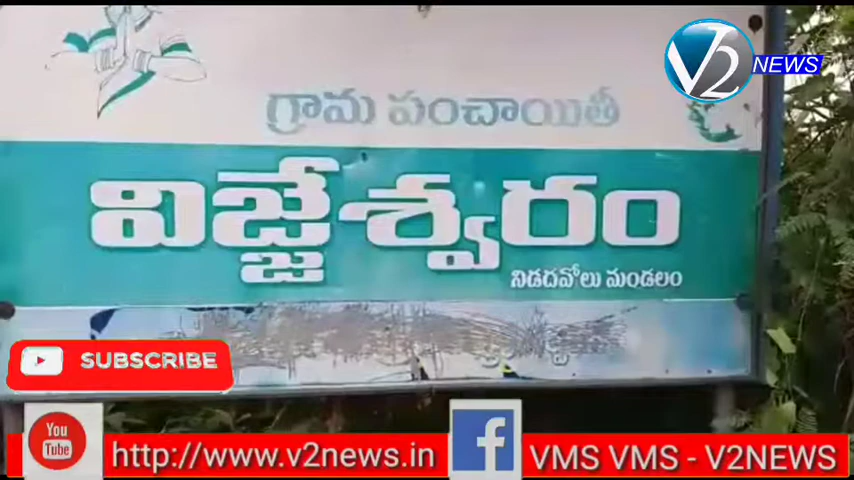 V2 NEWS
గ్రామ పంచాయితీ
విజ్జేశ్వరం
నిడదవోలు మండలం
SUBSCRIBE
You Tube http://www.v2news.in f VMS VMS - V2NEWS